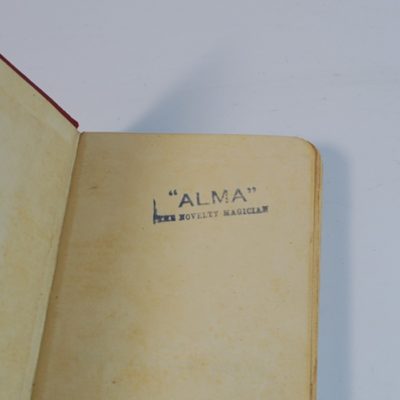 "ALMA"
THE NOVELTY MAGICIAN